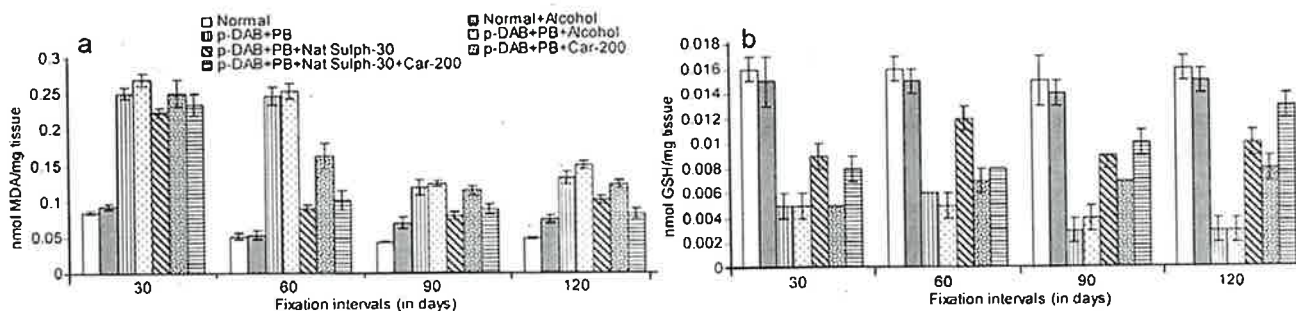 a
Normal
Normal+Alcohol
p-DAB+PB
p-DAB+PB+Alcohol
p-DAB+PB+Nat Sulph-30
p-DAB+PB+Car-200
p-DAB+PB+Nat Sulph-30+Car-200
nmol MDA/mg tissue
0.3
0.25
0.2
0.15
0.1
0.05
0
30 60 90 120
Fixation intervals (in days)
b
nmol GSH/mg tissue
0.018
0.016
0.014
0.012
0.01
0.008
0.006
0.004
0.002
0
30 60 90 120
Fixation intervals (in days)